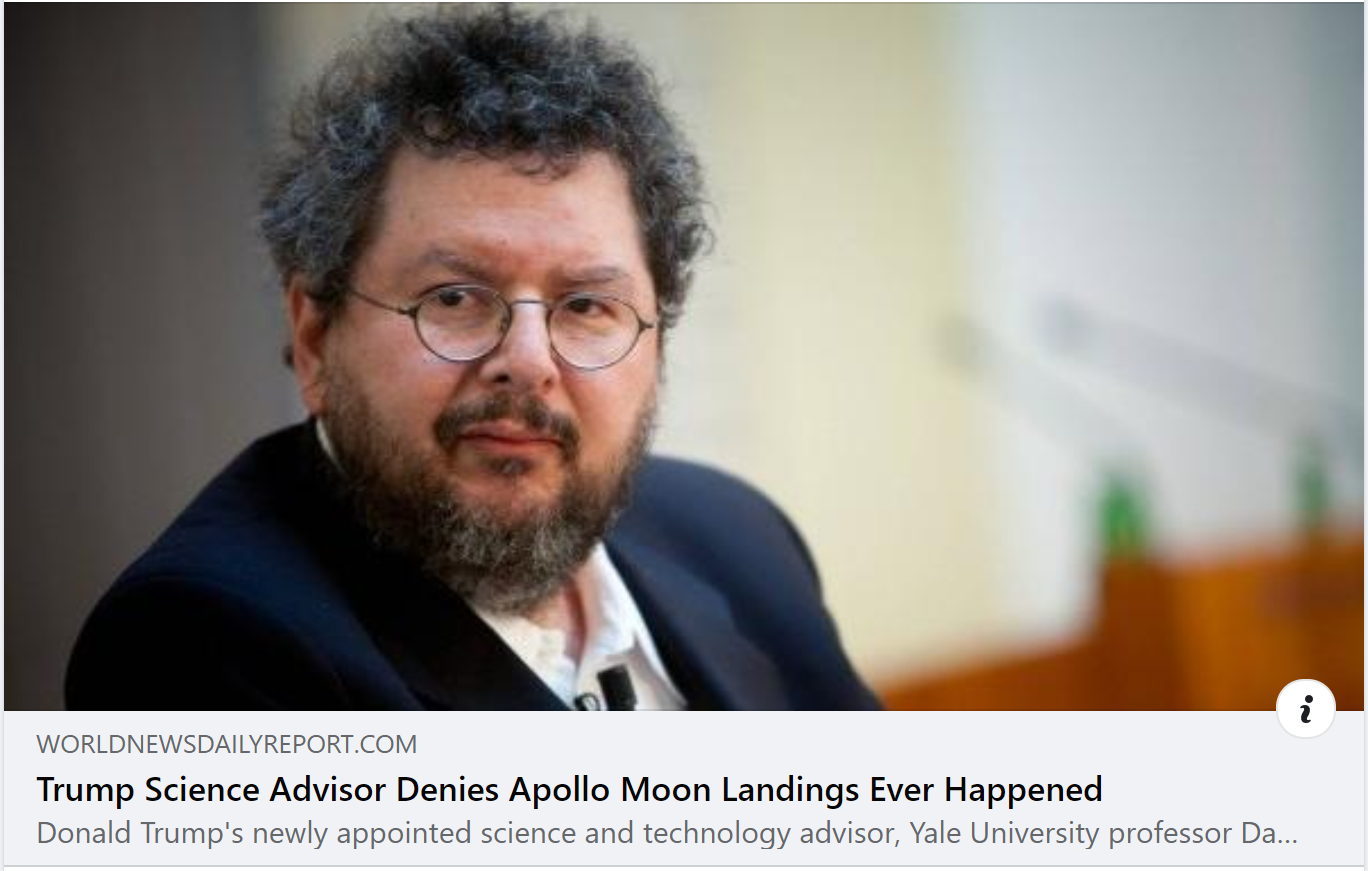 WORLDNEWSDAILYREPORT.COM
Trump Science Advisor Denies Apollo Moon Landings Ever Happened
Donald Trump's newly appointed science and technology advisor, Yale University professor Da...